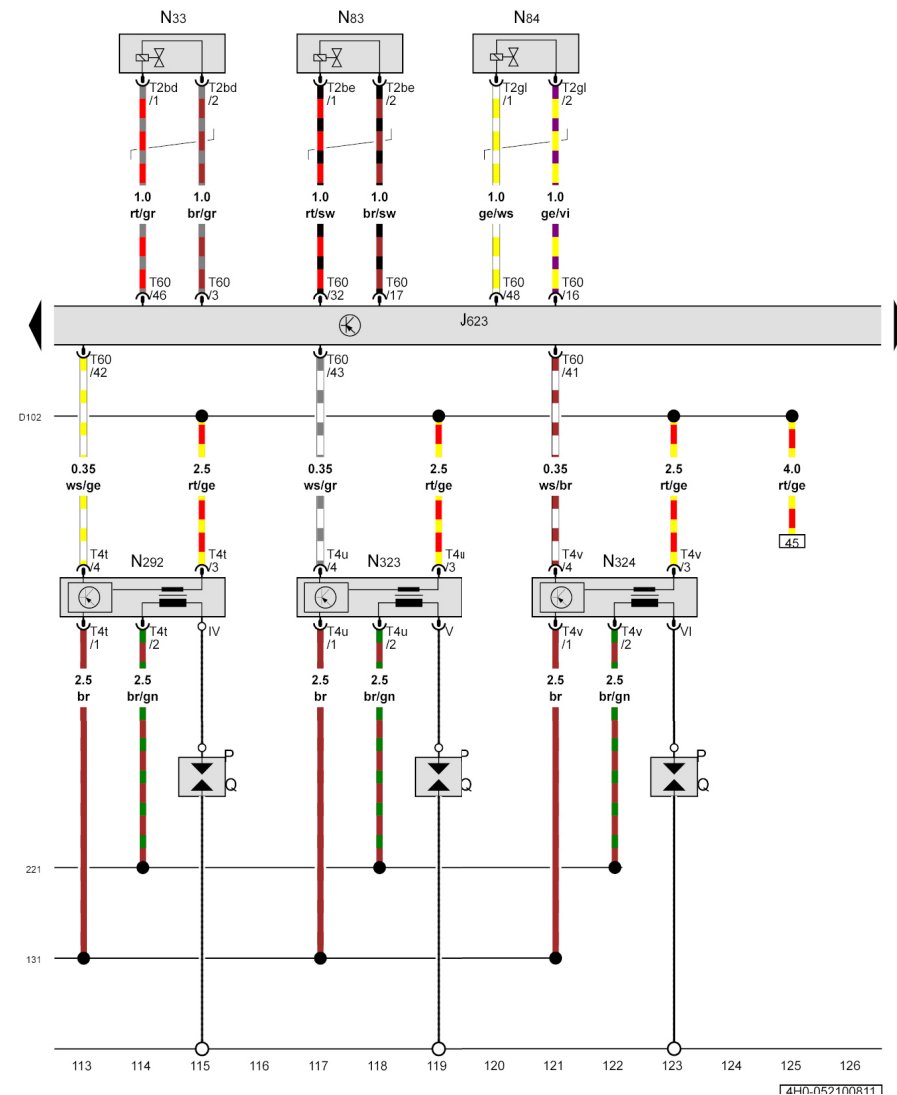 N33 N83 N84
T2bd T2bd T2be T2be T2gl T2gl
/1 /2 /1 /2 /1 /2
1.0 1.0 1.0 1.0 1.0 1.0
rt/gr br/gr rt/sw br/sw ge/ws ge/vi
T60 T60 T60 T60 T60 T60
/46 /3 /32 /17 /48 /16
J623
T60 T60 T60
/42 /43 /41
D102
0.35 2.5 0.35 2.5 0.35 2.5 4.0
ws/ge rt/ge ws/gr rt/ge ws/br rt/ge rt/ge
45
T4t T4t T4u T4u T4v T4v
/4 /3 /4 /3 /4 /3
N292 N323 N324
T4t T4t IV T4u T4u V T4v T4v VI
/1 /2 /1 /2 /1 /2
2.5 2.5 2.5 2.5 2.5 2.5
br br/gn br br/gn br br/gn
P P P
Q Q Q
221
131
113 114 115 116 117 118 119 120 121 122 123 124 125 126
4H0-052100811